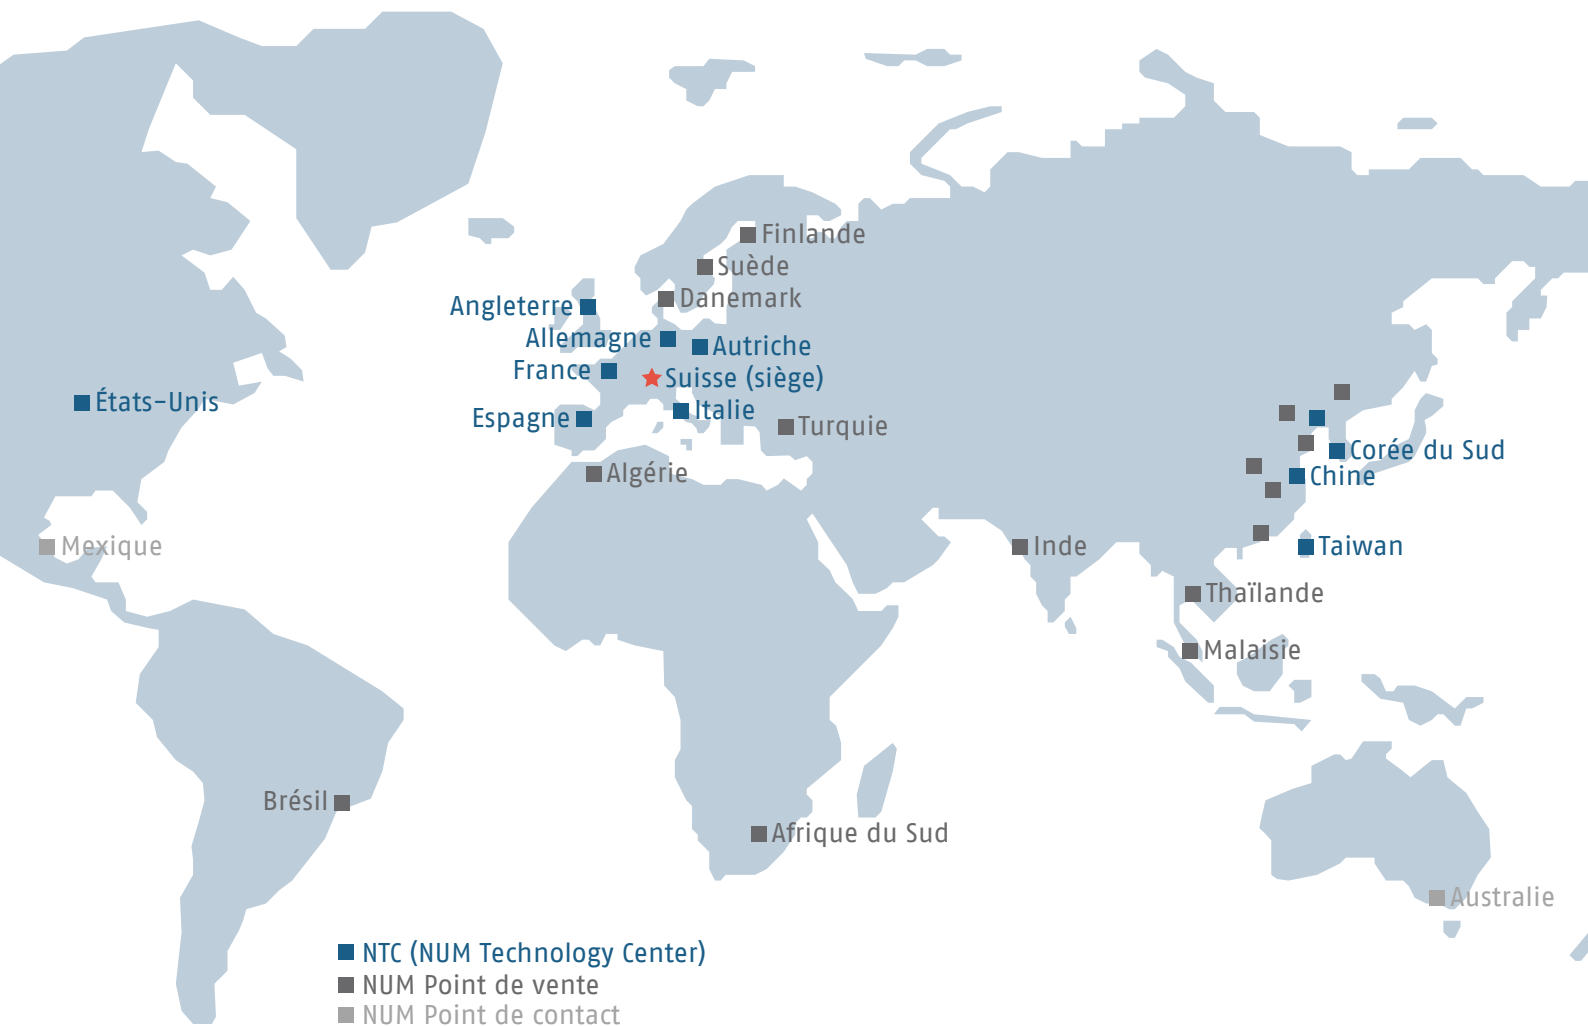 Finlande
Suède
Danemark
Angleterre
Allemagne
Autriche
France
Suisse (siège)
États-Unis
Italie
Espagne
Turquie
Corée du Sud
Algérie
Chine
Mexique
Inde
Taiwan
Thaïlande
Malaisie
Brésil
Afrique du Sud
Australie
NTC (NUM Technology Center)
NUM Point de vente
NUM Point de contact